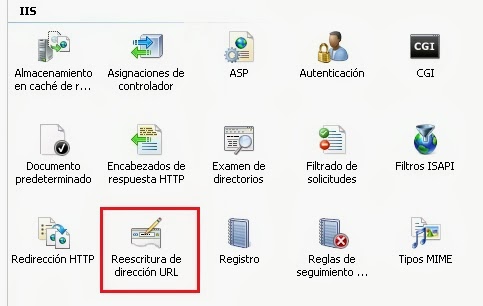 IIS
Almacenamiento
en caché de r...
Asignaciones de
controlador
ASP
Autenticación
CGI
CGI
Documento
predeterminado
Encabezados de
respuesta HTTP
Examen de
directorios
Filtrado de
solicitudes
Filtros ISAPI
Redirección HTTP
Reescritura de
dirección URL
Registro
Reglas de
seguimiento ...
Tipos MIME